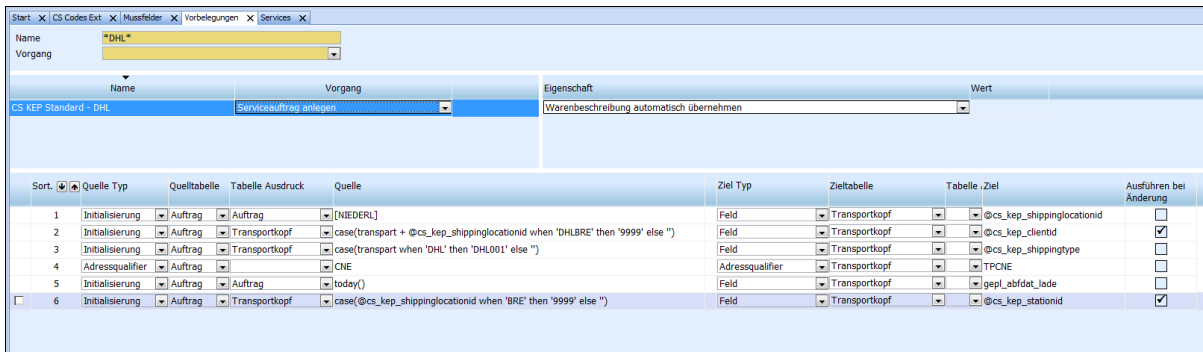 Start X CS Codes Ext X Mussfelder X Vorbelegungen X Services X
Name *DHL*
Vorgang
Name Vorgang Eigenschaft Wert
CS KEP Standard - DHL Serviceauftrag anlegen Warenbeschreibung automatisch übernehmen
Sort. Quelle Typ Quelltabelle Tabelle Ausdruck Quelle Ziel Typ Zieltabelle Tabelle Ziel Ausführen bei
Änderung
1 Initialisierung Auftrag Auftrag [NIEDERL] Feld Transportkopf @cs_kep_shippinglocationid
2 Initialisierung Auftrag Transportkopf case(transpart + @cs_kep_shippinglocationid when 'DHLBRE' then '9999' else '') Feld Transportkopf @cs_kep_clientid
3 Initialisierung Auftrag Transportkopf case(transpart when 'DHL' then 'DHL001' else '') Feld Transportkopf @cs_kep_shippingtype
4 Adressqualifier Auftrag CNE Adressqualifier Transportkopf TPCNE
5 Initialisierung Auftrag Auftrag today() Feld Transportkopf gepl_abfdat_lade
6 Initialisierung Auftrag Transportkopf case(@cs_kep_shippinglocationid when 'BRE' then '9999' else '') Feld Transportkopf @cs_kep_stationid